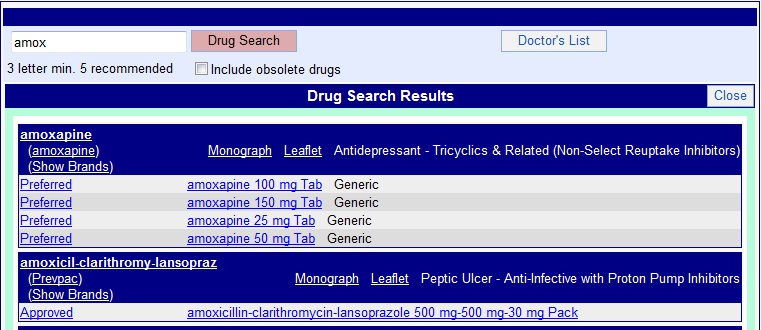 amox Drug Search Doctor's List
3 letter min. 5 recommended Include obsolete drugs
Drug Search Results Close
amoxapine
(amoxapine) Monograph Leaflet Antidepressant - Tricyclics & Related (Non-Select Reuptake Inhibitors)
(Show Brands)
Preferred amoxapine 100 mg Tab Generic
Preferred amoxapine 150 mg Tab Generic
Preferred amoxapine 25 mg Tab Generic
Preferred amoxapine 50 mg Tab Generic
amoxicil-clarithromy-lansopraz
(Prevpac) Monograph Leaflet Peptic Ulcer - Anti-Infective with Proton Pump Inhibitors
(Show Brands)
Approved amoxicillin-clarithromycin-lansoprazole 500 mg-500 mg-30 mg Pack